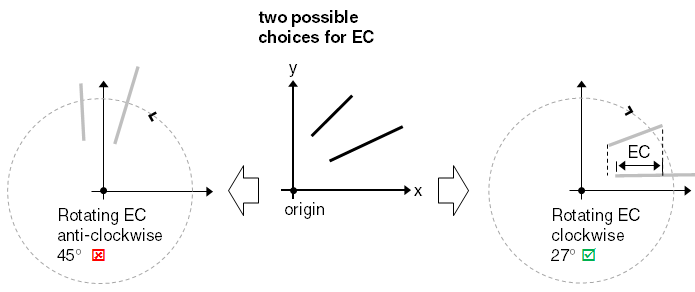 two possible
choices for EC
y
x
origin
Rotating EC
anti-clockwise
45°
EC
Rotating EC
clockwise
27°